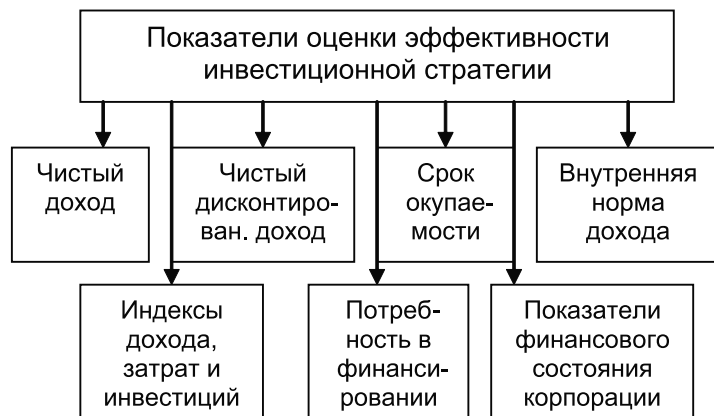 Показатели оценки эффективности
инвестиционной стратегии
Чистый
доход
Чистый
дисконтиро-
ван. доход
Срок
окупае-
мости
Внутренняя
норма
дохода
Индексы
дохода,
затрат и
инвестиций
Потреб-
ность в
финанси-
ровании
Показатели
финансового
состояния
корпорации